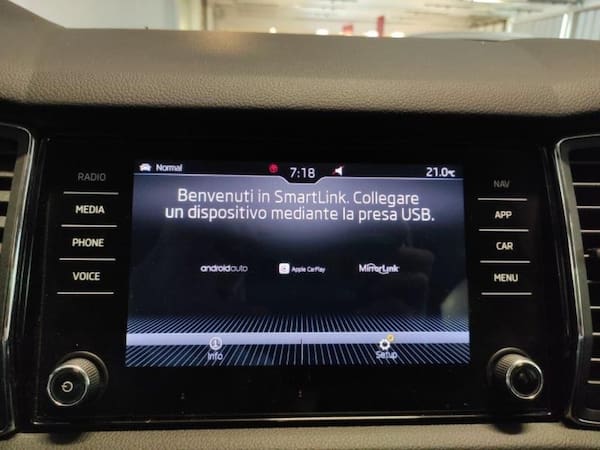 Normal
7:18
21.0°C
Benvenuti in SmartLink. Collegare
un dispositivo mediante la presa USB.
androidauto
Apple CarPlay
MirrorLink
Info
Setup
RADIO
MEDIA
PHONE
VOICE
NAV
APP
CAR
MENU